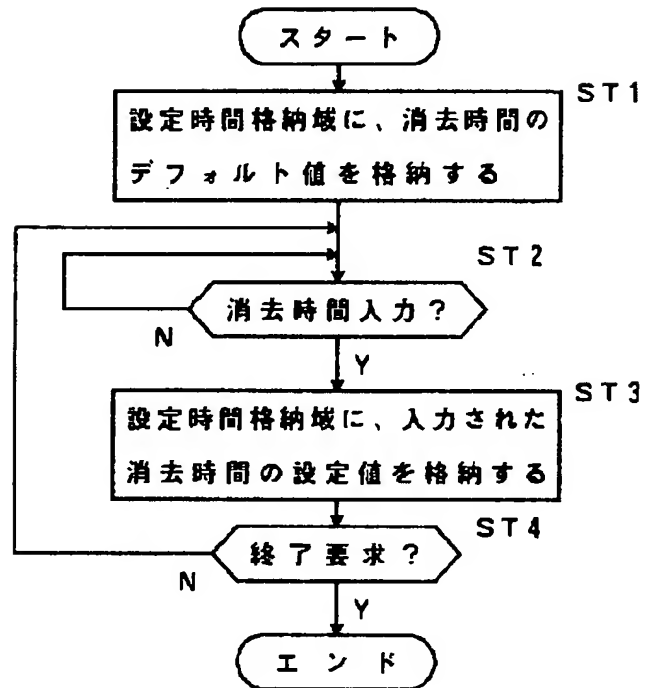 スタート
ST1
設定時間格納域に、消去時間の
デフォルト値を格納する
ST2
消去時間入力?
N
Y
ST3
設定時間格納域に、入力された
消去時間の設定値を格納する
ST4
終了要求?
N
Y
エンド